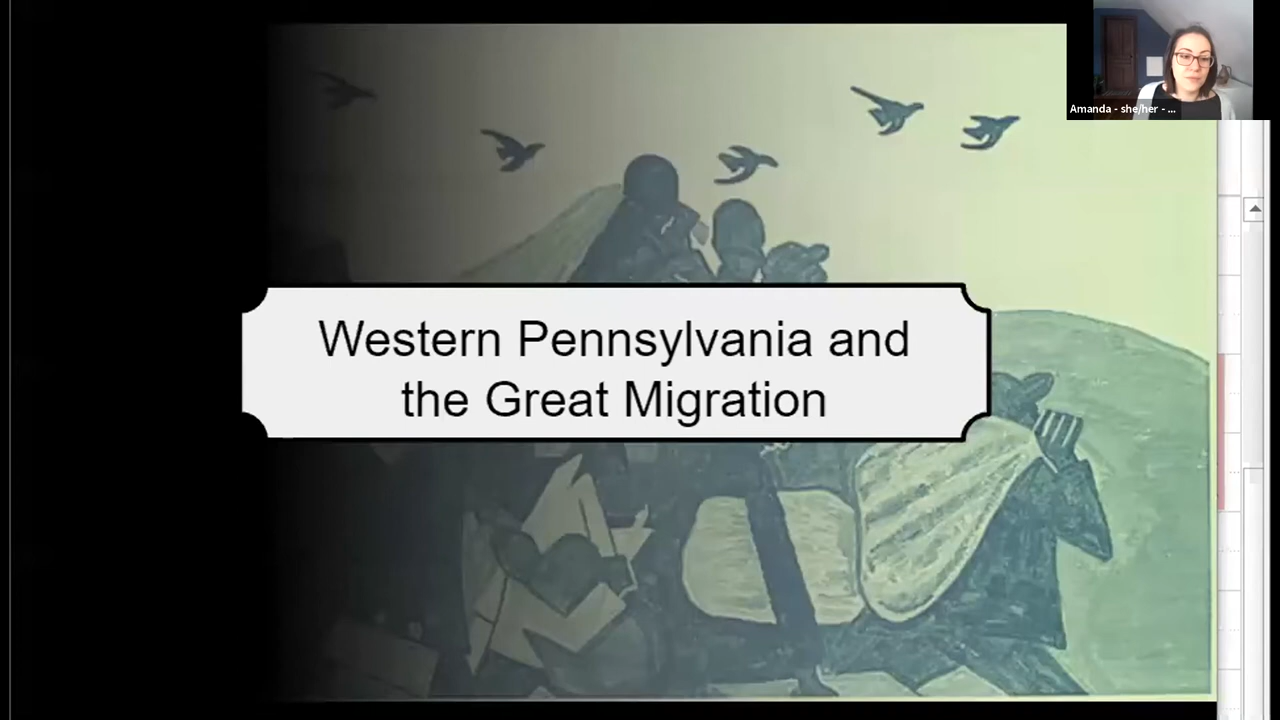 Amanda - she/her - ...
Western Pennsylvania and
the Great Migration